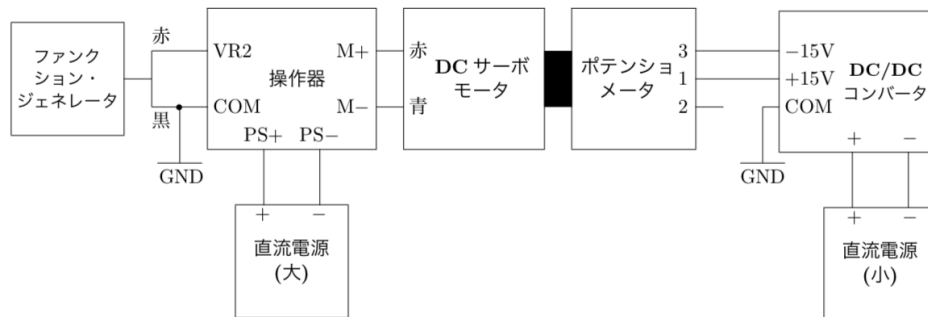 ファンク
ション・
ジェネレータ
赤
黒
GND
VR2
COM
操作器
M+
M−
PS+ PS−
+ −
直流電源
(大)
赤
青
DC サーボ
モータ
ポテンショ
メータ
3
1
2
−15V
+15V
COM
DC/DC
コンバータ
+ −
GND
+ −
直流電源
(小)